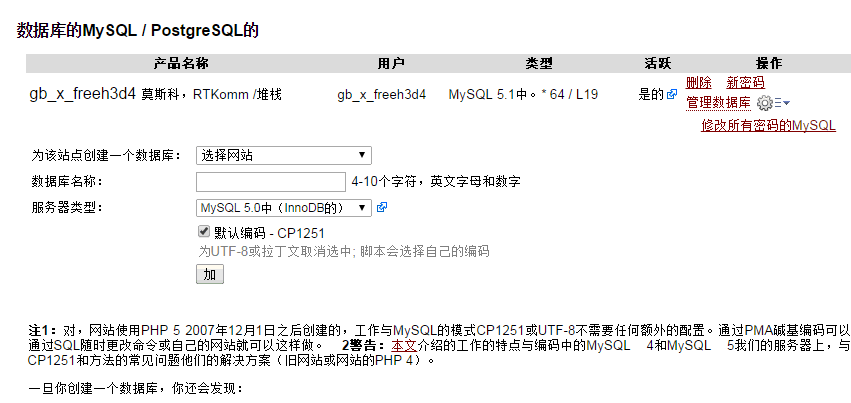 数据库的MySQL / PostgreSQL的
产品名称 用户 类型 活跃 操作
gb_x_freeh3d4 莫斯科，RTKomm /堆栈 gb_x_freeh3d4 MySQL 5.1中。* 64 / L19 是的 删除 新密码
管理数据库
修改所有密码的MySQL
为该站点创建一个数据库： 选择网站
数据库名称： 4-10个字符，英文字母和数字
服务器类型： MySQL 5.0中（InnoDB的）
默认编码 - CP1251
为UTF-8或拉丁文取消选中; 脚本会选择自己的编码
加
注1：对，网站使用PHP 5 2007年12月1日之后创建的，工作与MySQL的模式CP1251或UTF-8不需要任何额外的配置。通过PMA碱基编码可以
通过SQL随时更改命令或自己的网站就可以这样做。 2警告：本文介绍的工作的特点与编码中的MySQL 4和MySQL 5我们的服务器上，与
CP1251和方法的常见问题他们的解决方案（旧网站或网站的PHP 4）。
一旦你创建一个数据库，你还会发现：